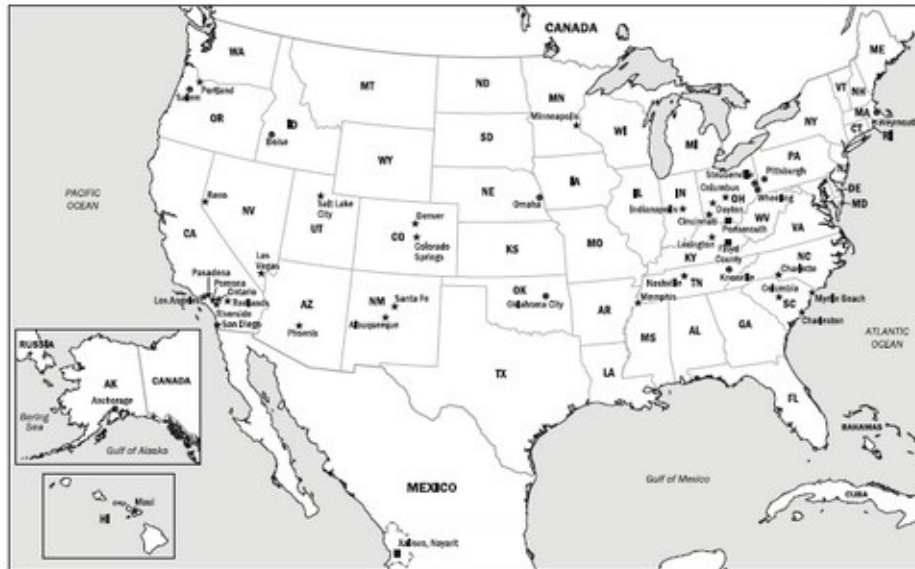 CANADA
WA
ME
MT
ND
VT
NH
Portland
Salem
MN
Minneapolis
MA
Weymouth
OR
ID
Boise
SD
WI
NY
CT
RI
MI
WY
PA
Pittsburgh
Steubenville
PACIFIC
OCEAN
Reno
NE
IA
IL
IN
Columbus
OH
DE
Wheeling
MD
NV
Salt Lake
City
Omaha
Indianapolis
Dayton
WV
UT
Denver
Cincinnati
Portsmouth
VA
CA
CO
Colorado
Springs
KS
MO
Lexington
Floyd
County
KY
NC
Las
Vegas
Pasadena
Pomona
Ontario
Los Angeles
Redlands
Riverside
San Diego
AZ
Phoenix
NM
Santa Fe
Albuquerque
OK
Oklahoma City
Nashville
TN
Knoxville
Charlotte
Memphis
AR
Columbia
SC
Myrtle Beach
Charleston
MS
AL
GA
ATLANTIC
OCEAN
RUSSIA
AK
CANADA
Anchorage
Bering
Sea
Gulf of Alaska
TX
LA
FL
BAHAMAS
Gulf of Mexico
MEXICO
CUBA
Maui
HI
Xalisco, Nayarit